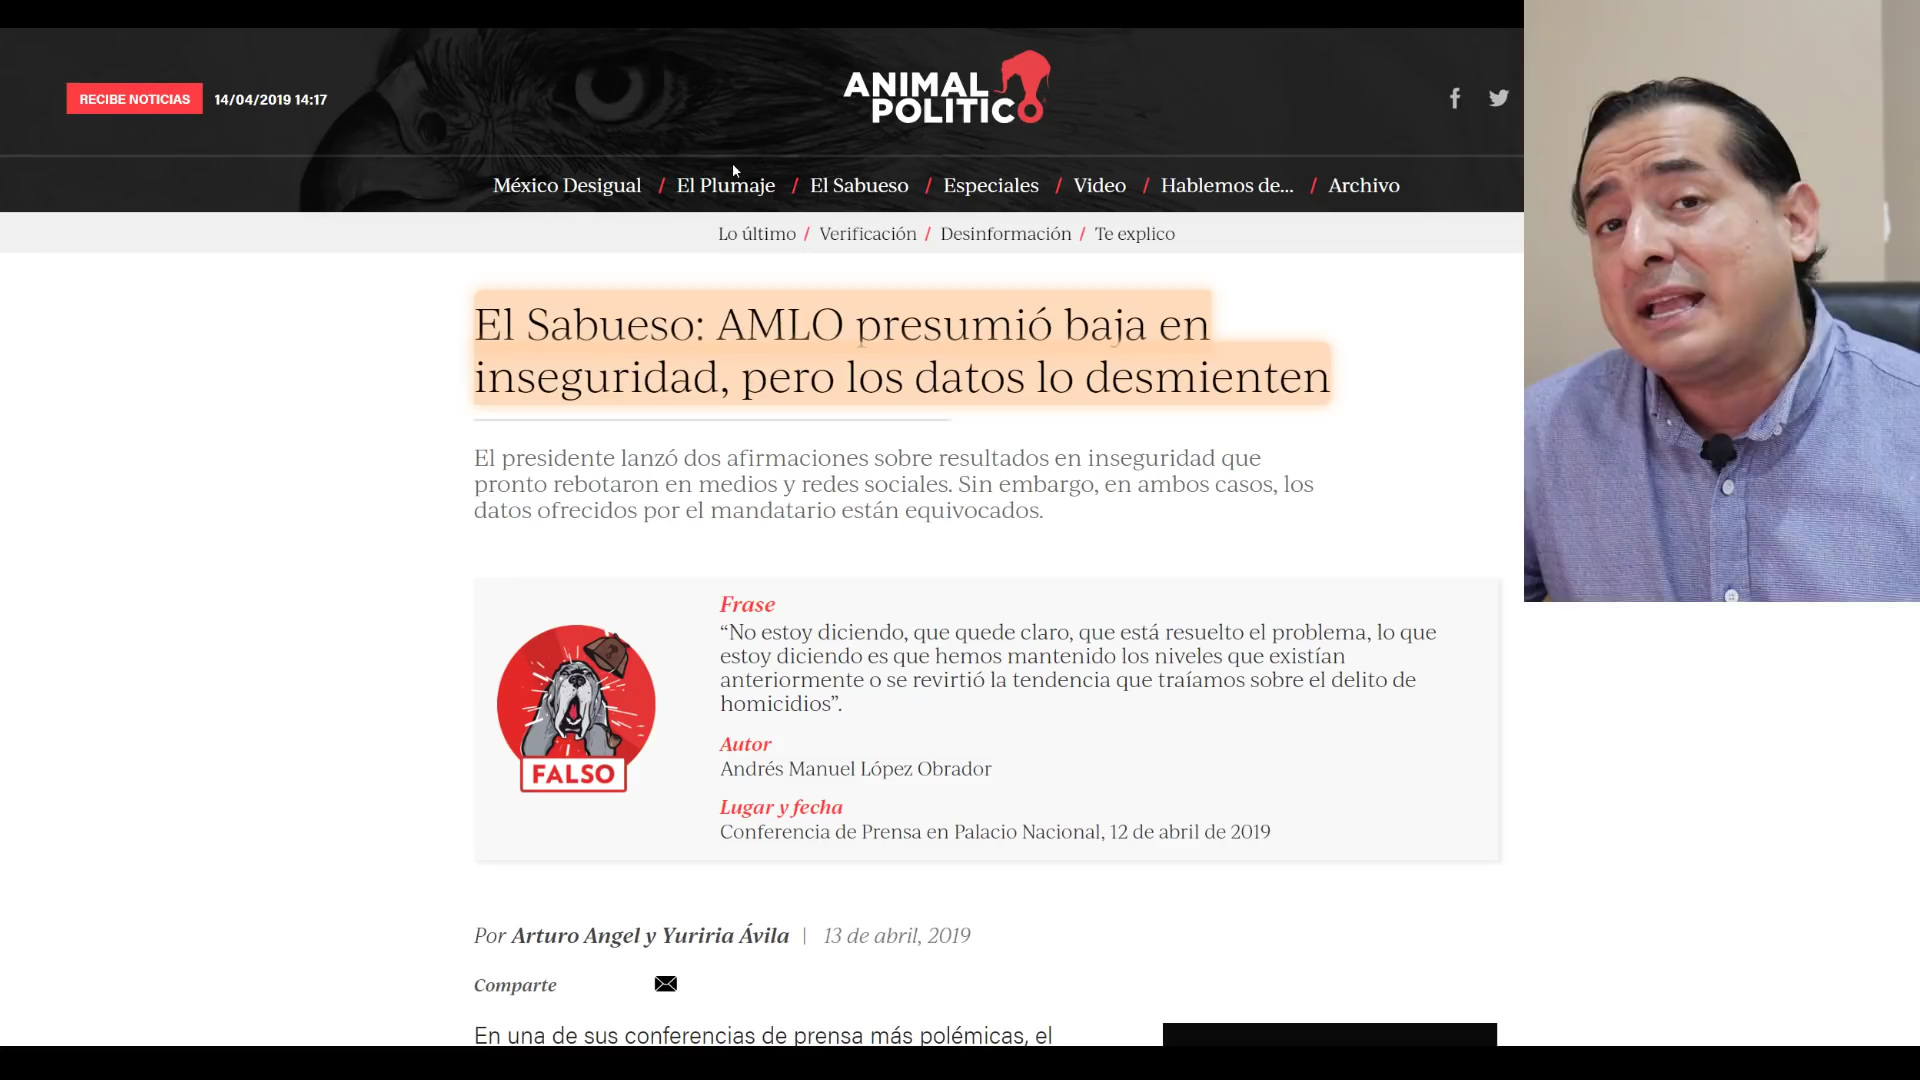 RECIBE NOTICIAS 14/04/2019 14:17
ANIMAL
POLITICO
México Desigual / El Plumaje / El Sabueso / Especiales / Video / Hablemos de... / Archivo
Lo último / Verificación / Desinformación / Te explico
El Sabueso: AMLO presumió baja en
inseguridad, pero los datos lo desmienten
El presidente lanzó dos afirmaciones sobre resultados en inseguridad que
pronto rebotaron en medios y redes sociales. Sin embargo, en ambos casos, los
datos ofrecidos por el mandatario están equivocados.
FALSO
Frase
“No estoy diciendo, que quede claro, que está resuelto el problema, lo que
estoy diciendo es que hemos mantenido los niveles que existían
anteriormente o se revirtió la tendencia que traíamos sobre el delito de
homicidios”.
Autor
Andrés Manuel López Obrador
Lugar y fecha
Conferencia de Prensa en Palacio Nacional, 12 de abril de 2019
Por Arturo Angel y Yuriria Ávila | 13 de abril, 2019
Comparte
En una de sus conferencias de prensa más polémicas, el